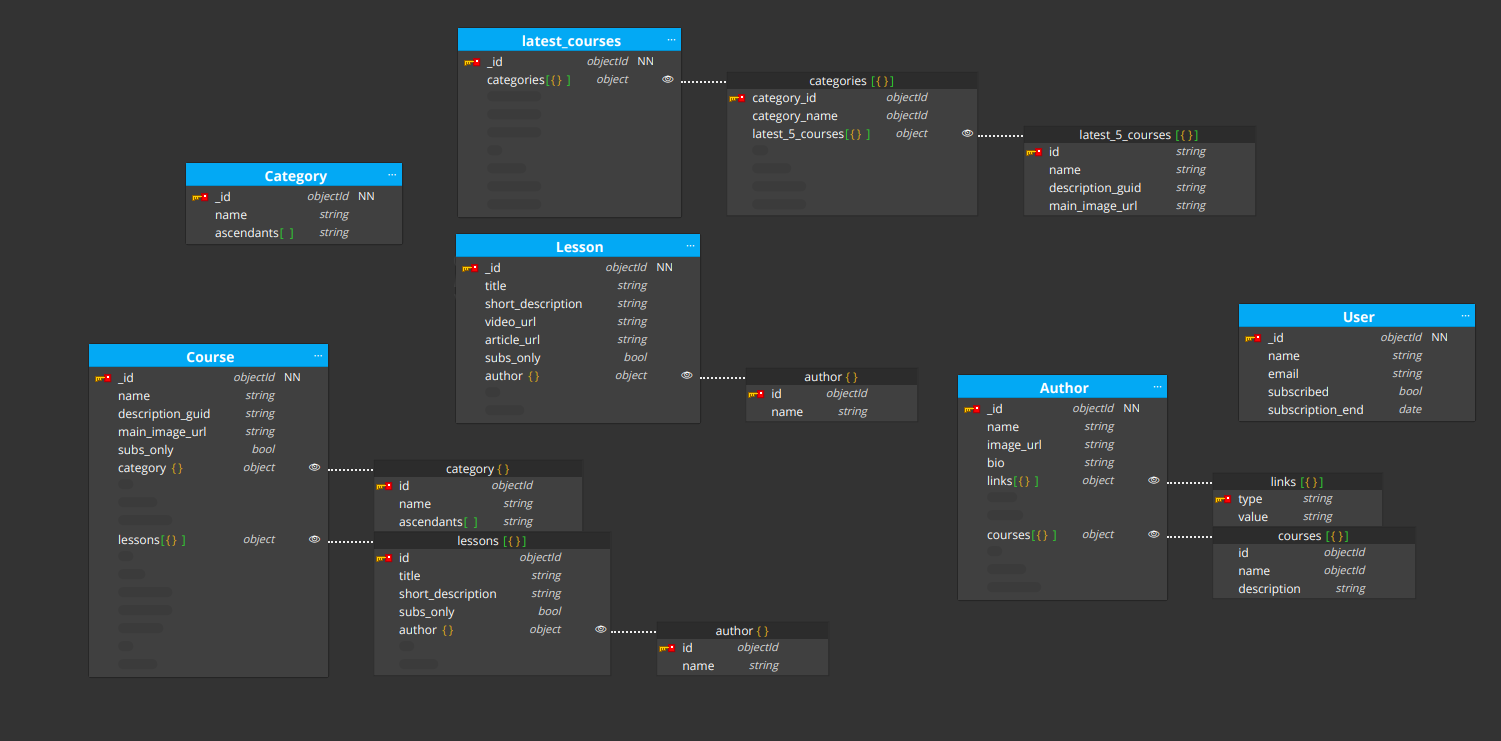 latest_courses ...
_id objectId NN
categories[{} ] object
categories [{}]
category_id objectId
category_name objectId
latest_5_courses[{} ] object
latest_5_courses [{}]
id string
name string
description_guid string
main_image_url string
Category ...
_id objectId NN
name string
ascendants[ ] string
Lesson ...
_id objectId NN
title string
short_description string
video_url string
article_url string
subs_only bool
author {} object
author {}
id objectId
name string
User ...
_id objectId NN
name string
email string
subscribed bool
subscription_end date
Course ...
_id objectId NN
name string
description_guid string
main_image_url string
subs_only bool
category {} object
lessons[{} ] object
category {}
id objectId
name string
ascendants[ ] string
lessons [{}]
id objectId
title string
short_description string
subs_only bool
author {} object
author {}
id objectId
name string
Author ...
_id objectId NN
name string
image_url string
bio string
links[{} ] object
courses[{} ] object
links [{}]
type string
value string
courses [{}]
id objectId
name objectId
description string